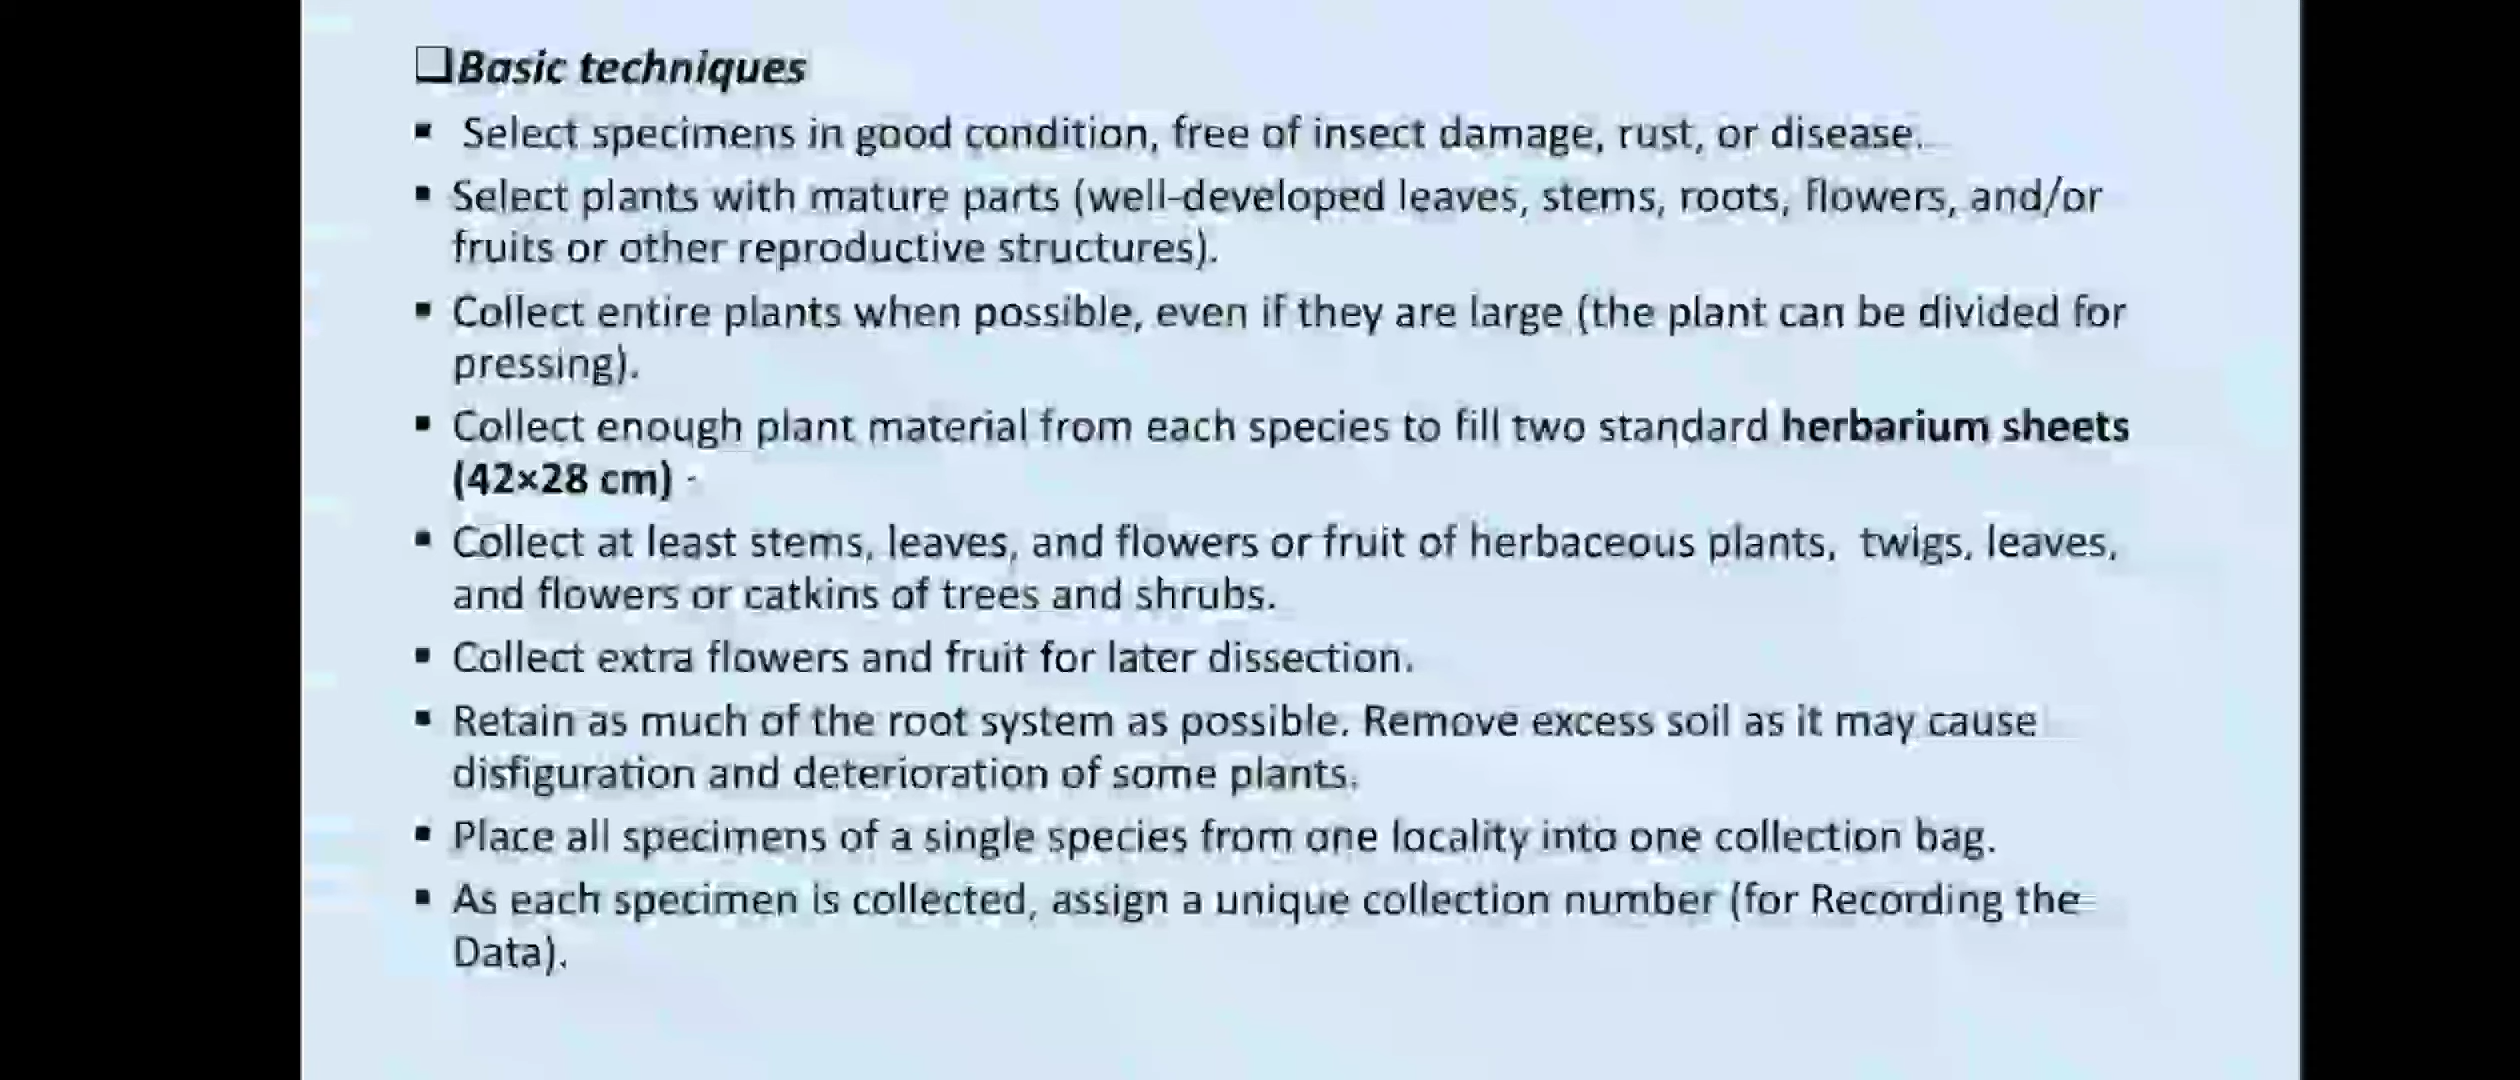 ❑Basic techniques
▪ Select specimens in good condition, free of insect damage, rust, or disease.
▪ Select plants with mature parts (well-developed leaves, stems, roots, flowers, and/or
fruits or other reproductive structures).
▪ Collect entire plants when possible, even if they are large (the plant can be divided for
pressing).
▪ Collect enough plant material from each species to fill two standard herbarium sheets
(42×28 cm) -
▪ Collect at least stems, leaves, and flowers or fruit of herbaceous plants, twigs, leaves,
and flowers or catkins of trees and shrubs.
▪ Collect extra flowers and fruit for later dissection.
▪ Retain as much of the root system as possible. Remove excess soil as it may cause
disfiguration and deterioration of some plants.
▪ Place all specimens of a single species from one locality into one collection bag.
▪ As each specimen is collected, assign a unique collection number (for Recording the
Data).